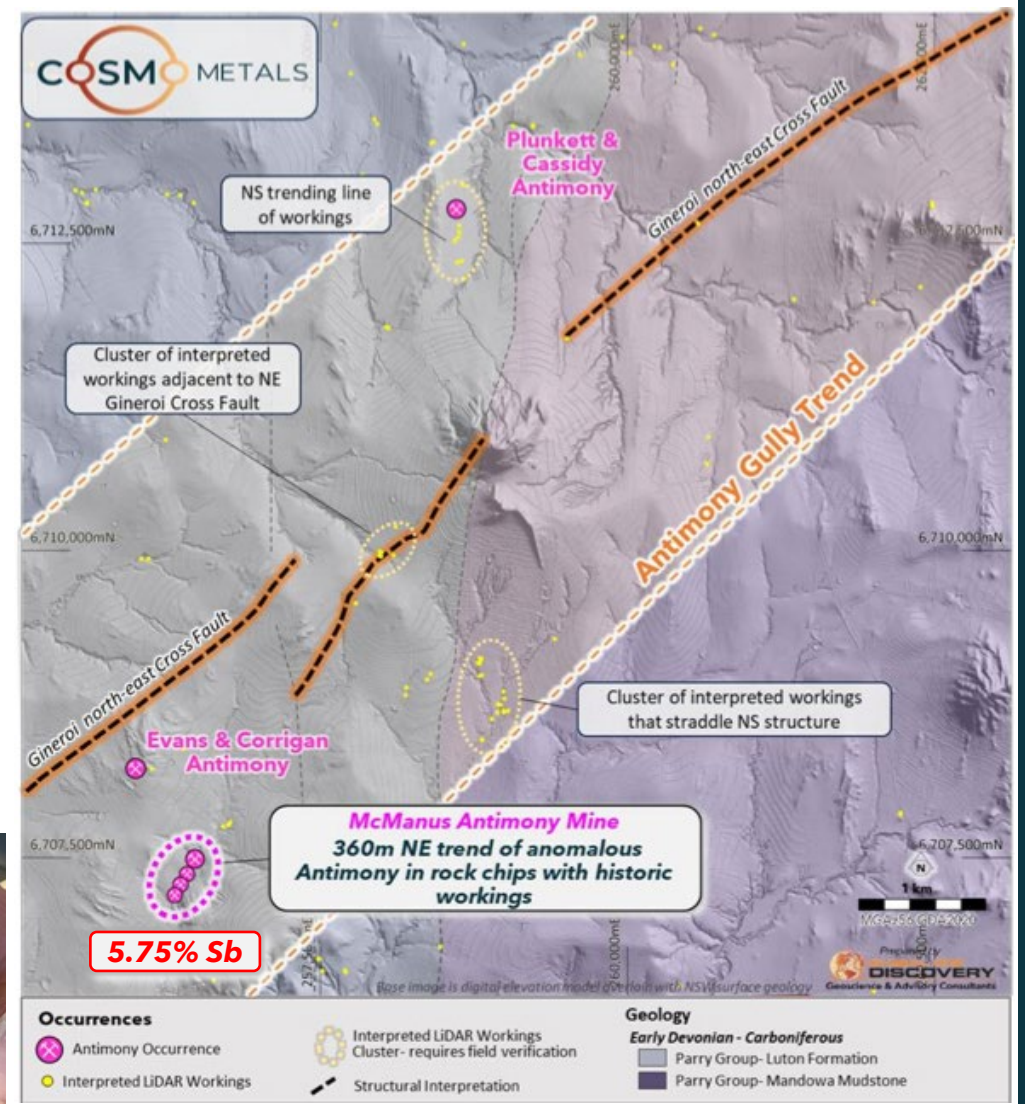 COSMO METALS
260,000mE
Plunkett &
Cassidy
Antimony
Gineroi north-east Cross Fault
NS trending line
of workings
6,712,500mN
Cluster of interpreted
workings adjacent to NE
Gineroi Cross Fault
Antimony Gully Trend
6,710,000mN
6,710,000mN
Gineroi north-east Cross Fault
Cluster of interpreted workings
that straddle NS structure
Evans & Corrigan
Antimony
McManus Antimony Mine
360m NE trend of anomalous
Antimony in rock chips with historic
workings
6,707,500mN
6,707,500mN
N
1 km
5.75% Sb
Prepared by
DISCOVERY
Geoscience & Advisory Consultants
Base image is digital elevation model overlain with NSW surface geology
Occurrences
Antimony Occurrence
Interpreted LiDAR Workings
Interpreted LiDAR Workings
Cluster- requires field verification
Structural Interpretation
Geology
Early Devonian - Carboniferous
Parry Group- Luton Formation
Parry Group- Mandowa Mudstone